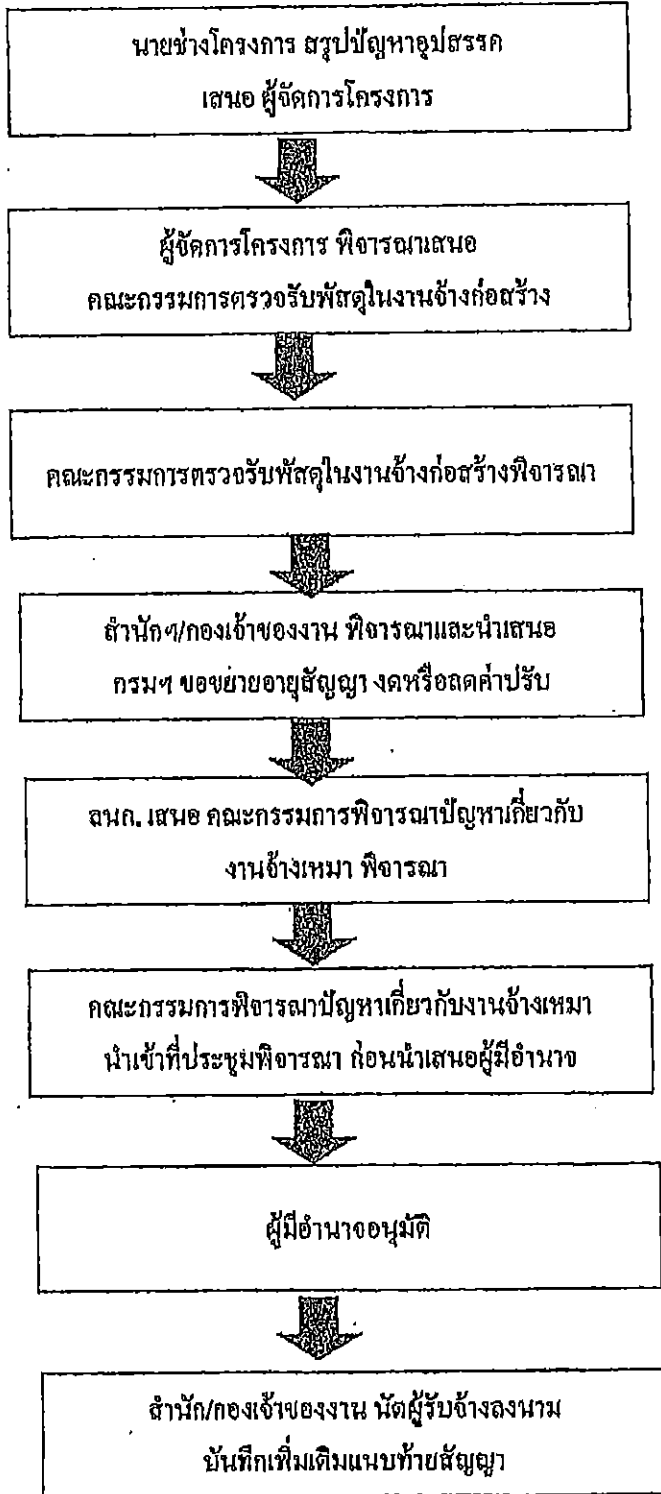 นายช่างโครงการ สรุปปัญหาอุปสรรค
เสนอ ผู้จัดการโครงการ
ผู้จัดการโครงการ พิจารณาเสนอ
คณะกรรมการตรวจรับพัสดุในงานจ้างก่อสร้าง
คณะกรรมการตรวจรับพัสดุในงานจ้างก่อสร้างพิจารณา
สำนักฯ/กองเจ้าของงาน พิจารณาและนำเสนอ
กรมฯ ขอขยายอายุสัญญา งดหรือลดค่าปรับ
ลนก. เสนอ คณะกรรมการพิจารณาปัญหาเกี่ยวกับ
งานจ้างเหมา พิจารณา
คณะกรรมการพิจารณาปัญหาเกี่ยวกับงานจ้างเหมา
นำเข้าที่ประชุมพิจารณา ก่อนนำเสนอผู้มีอำนาจ
ผู้มีอำนาจอนุมัติ
สำนัก/กองเจ้าของงาน นัดผู้รับจ้างลงนาม
บันทึกเพิ่มเติมแนบท้ายสัญญา